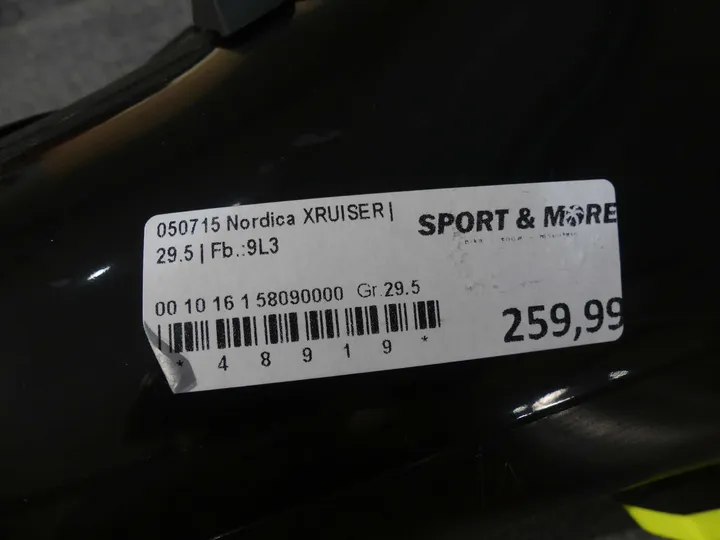 050715 Nordica XRUISER |
29.5 | Fb.:9L3
SPORT & MORE
00 10 16 1 58090000 Gr.29.5
259,99
* 4 8 9 1 9 *